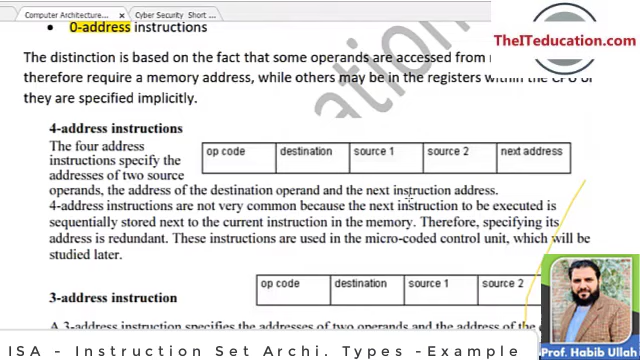 Computer Architecture... x Cyber Security Short ...
• 0-address instructions
TheITeducation.com
The distinction is based on the fact that some operands are accessed from
therefore require a memory address, while others may be in the registers within the CPU or
they are specified implicitly.
4-address instructions
The four address
instructions specify the
addresses of two source
op code destination source 1 source 2 next address
operands, the address of the destination operand and the next instruction address.
4-address instructions are not very common because the next instruction to be executed is
sequentially stored next to the current instruction in the memory. Therefore, specifying its
address is redundant. These instructions are used in the micro-coded control unit, which will be
studied later.
op code destination source 1 source 2
3-address instruction
A 3-address instruction specifies the addresses of two operands and the address of the
ISA - Instruction Set Archi. Types -Example
Prof. Habib Ullah